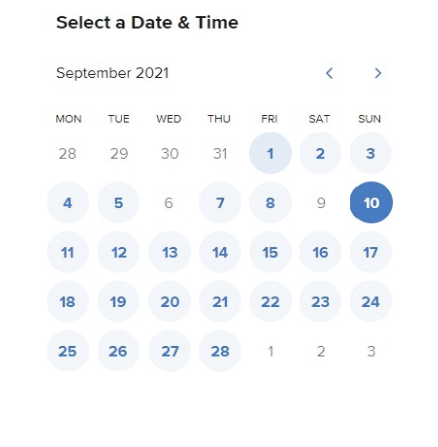 Select a Date & Time
September 2021
MON TUE WED THU FRI SAT SUN
28 29 30 31 1 2 3
4 5 6 7 8 9 10
11 12 13 14 15 16 17
18 19 20 21 22 23 24
25 26 27 28 1 2 3